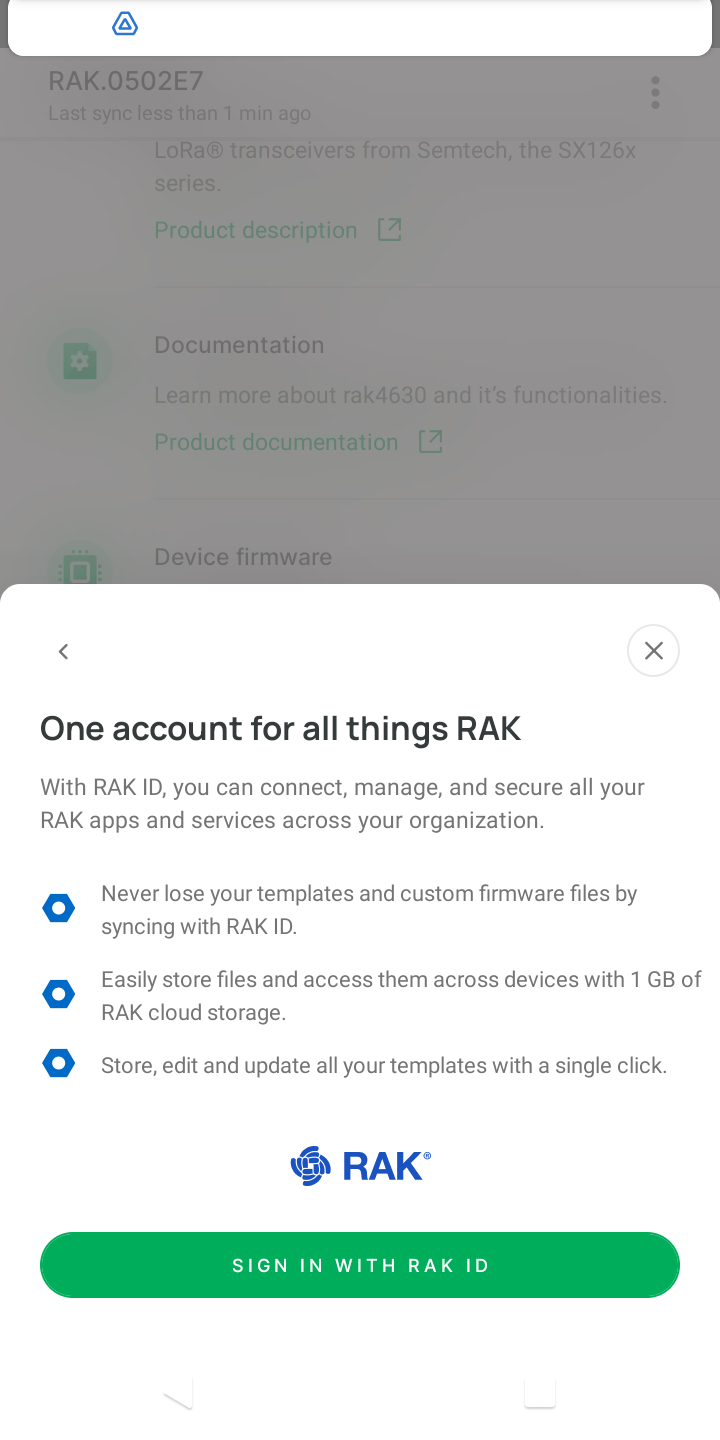 RAK.0502E7
Last sync less than 1 min ago
LoRa® transceivers from Semtech, the SX126x
series.
Product description
Documentation
Learn more about rak4630 and it's functionalities.
Product documentation
Device firmware
One account for all things RAK
With RAK ID, you can connect, manage, and secure all your
RAK apps and services across your organization.
Never lose your templates and custom firmware files by
syncing with RAK ID.
Easily store files and access them across devices with 1 GB of
RAK cloud storage.
Store, edit and update all your templates with a single click.
RAK®
SIGN IN WITH RAK ID